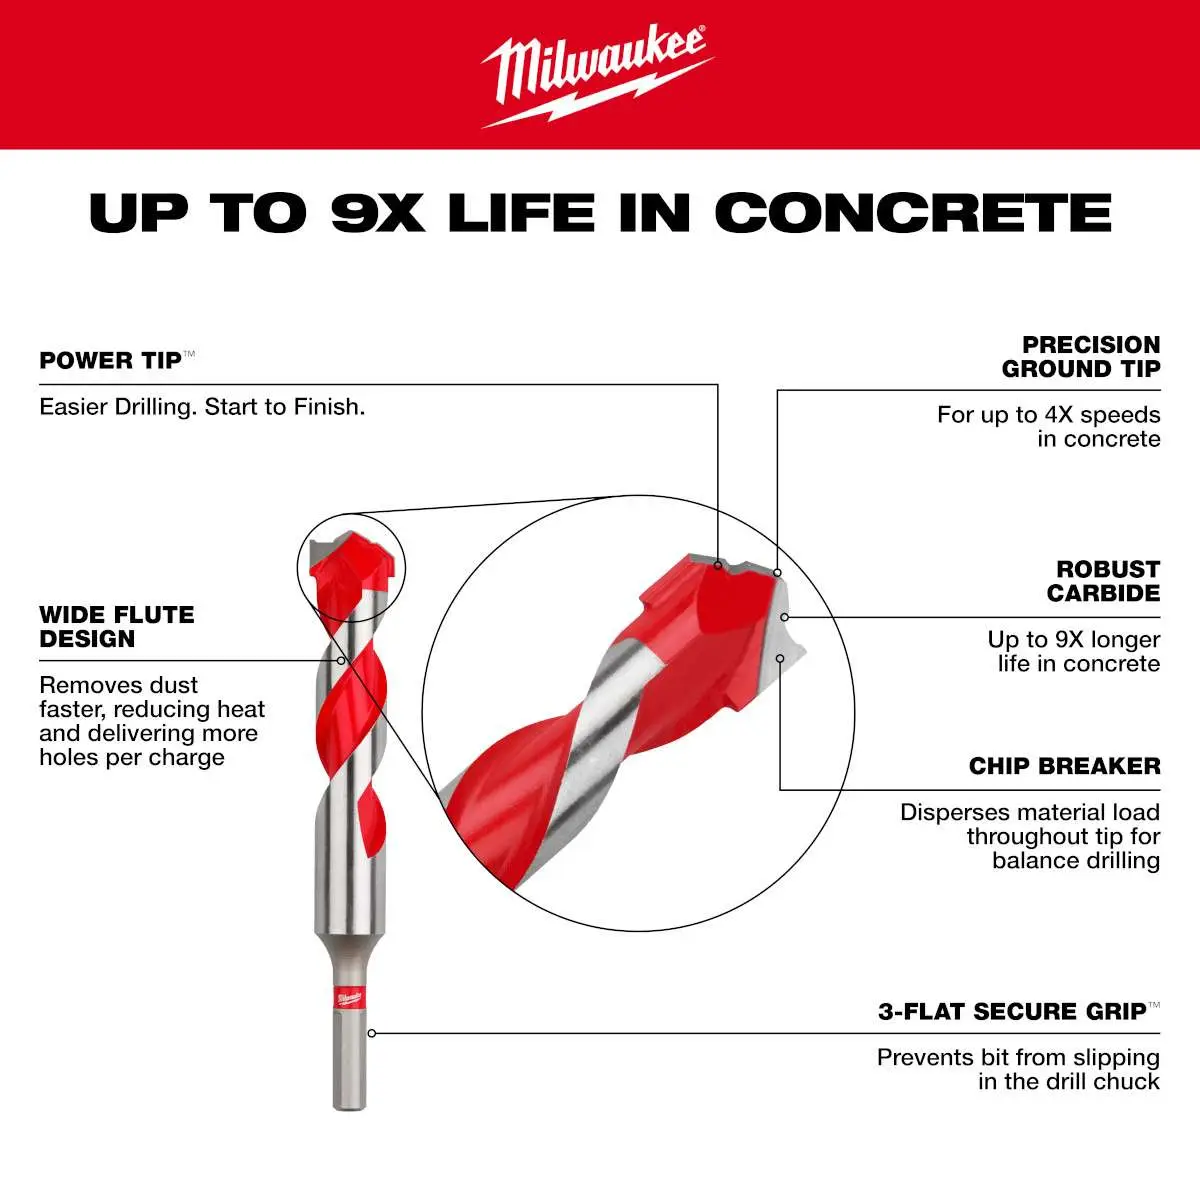 Milwaukee®
UP TO 9X LIFE IN CONCRETE
POWER TIP™
Easier Drilling. Start to Finish.
PRECISION
GROUND TIP
For up to 4X speeds
in concrete
WIDE FLUTE
DESIGN
Removes dust
faster, reducing heat
and delivering more
holes per charge
ROBUST
CARBIDE
Up to 9X longer
life in concrete
CHIP BREAKER
Disperses material load
throughout tip for
balance drilling
Milwaukee
3-FLAT SECURE GRIP™
Prevents bit from slipping
in the drill chuck